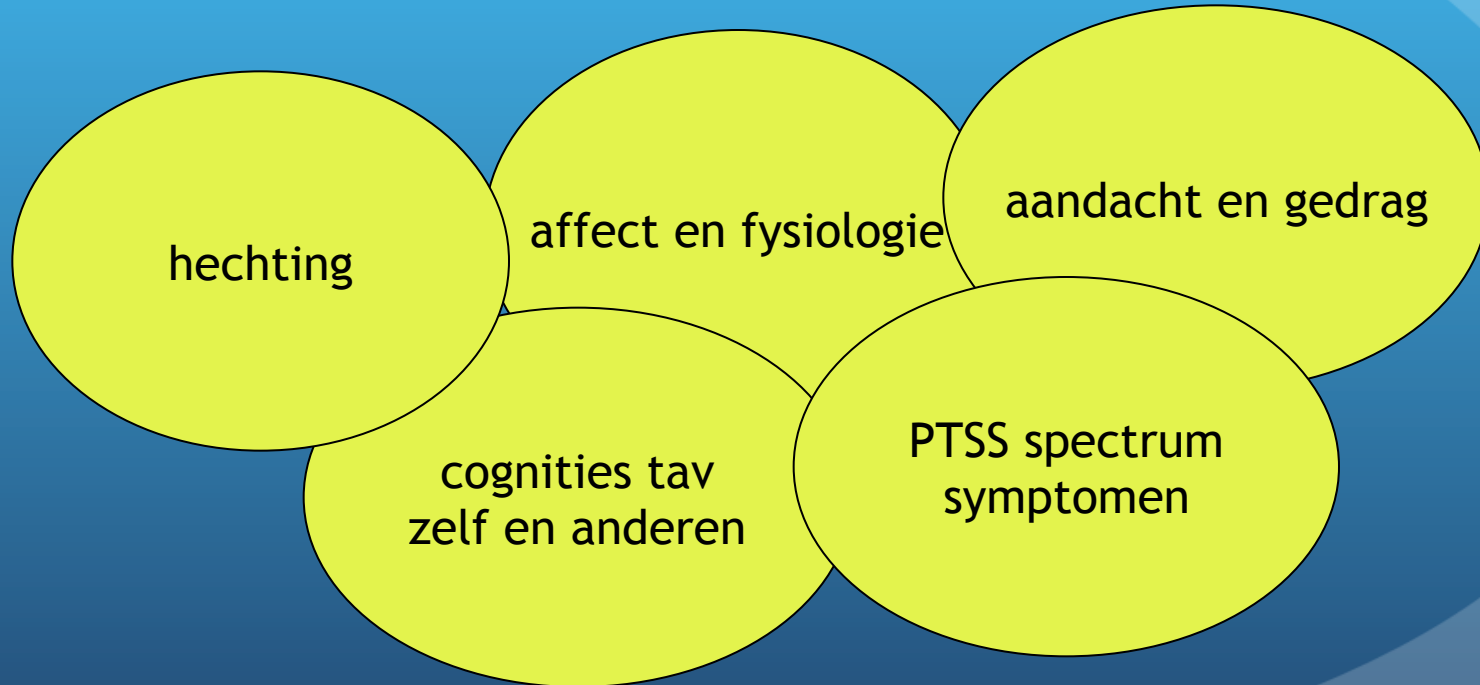 hechting
affect en fysiologie
aandacht en gedrag
cognities tav
zelf en anderen
PTSS spectrum
symptomen